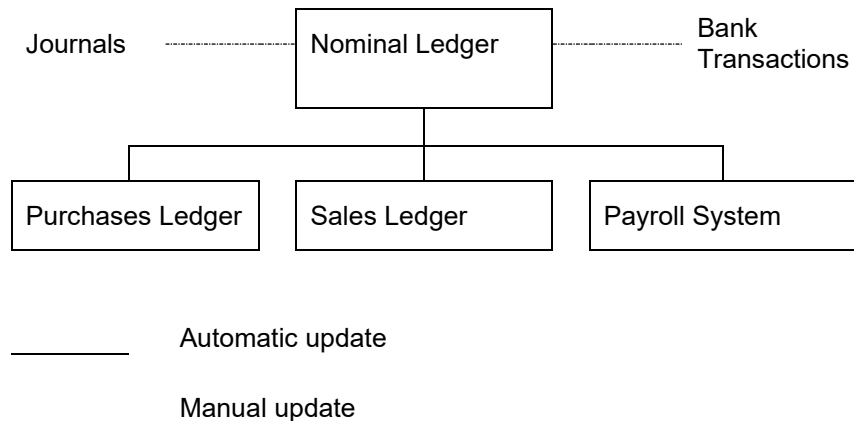 Journals
Nominal Ledger
Bank
Transactions
Purchases Ledger
Sales Ledger
Payroll System
Automatic update
Manual update